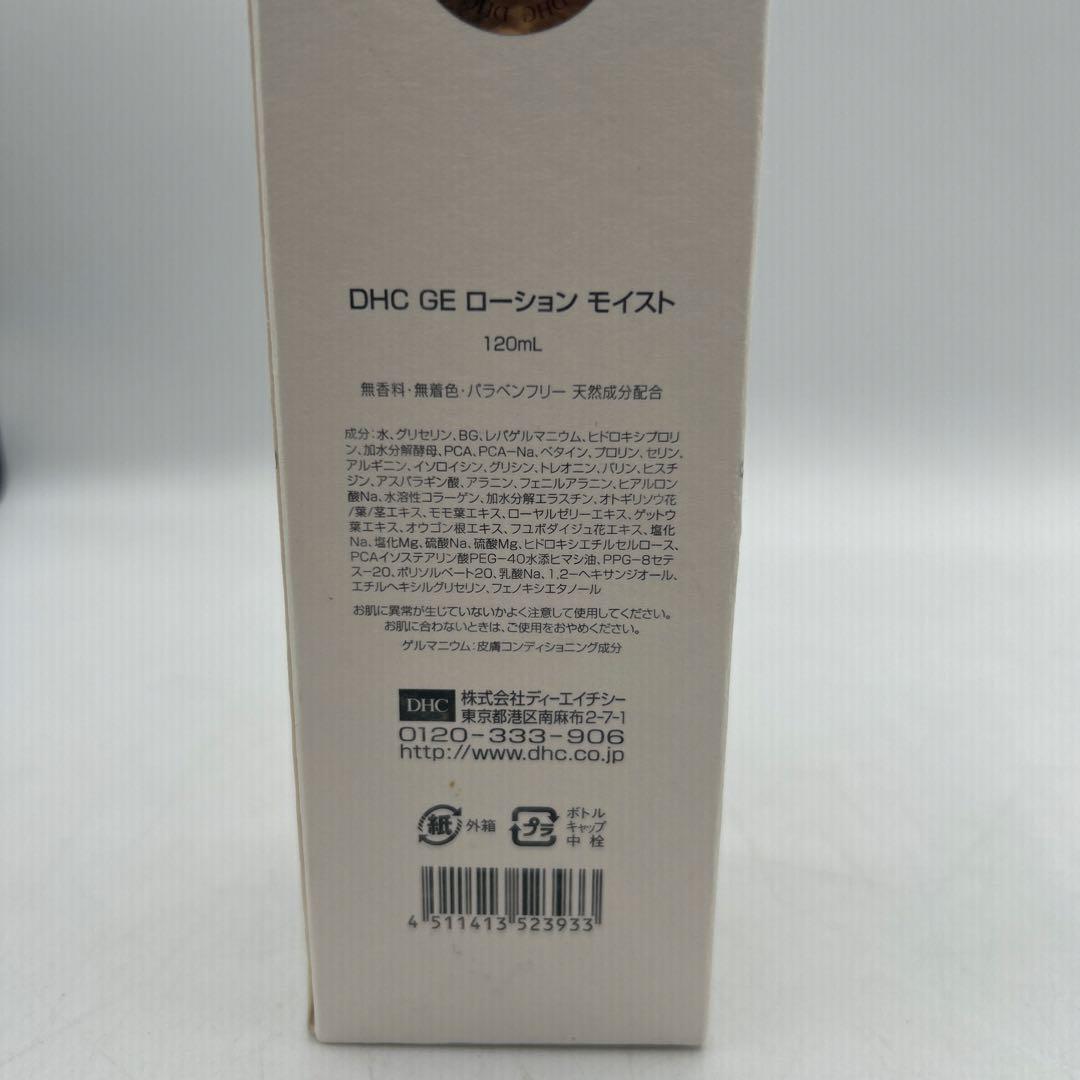 DHC GE ローション モイスト
120mL
無香料・無着色・パラベンフリー 天然成分配合
成分：水、グリセリン、BG、レパゲルマニウム、ヒドロキシプロリ
ン、加水分解酵母、PCA、PCA-Na、ベタイン、プロリン、セリン、
アルギニン、イソロイシン、グリシン、トレオニン、バリン、ヒスチ
ジン、アスパラギン酸、アラニン、フェニルアラニン、ヒアルロン
酸Na、水溶性コラーゲン、加水分解エラスチン、オトギリソウ花
/葉/茎エキス、モモ葉エキス、ローヤルゼリーエキス、ゲットウ
葉エキス、オウゴン根エキス、フユボダイジュ花エキス、塩化
Na、塩化Mg、硫酸Na、硫酸Mg、ヒドロキシエチルセルロース、
PCAイソステアリン酸PEG-40水添ヒマシ油、PPG-8セテ
ス-20、ポリソルベート20、乳酸Na、1,2-ヘキサンジオール、
エチルヘキシルグリセリン、フェノキシエタノール
お肌に異常が生じていないかよく注意して使用してください。
お肌に合わないときは、ご使用をおやめください。
ゲルマニウム：皮膚コンディショニング成分
DHC 株式会社ディーエイチシー
東京都港区南麻布2-7-1
0120-333-906
http://www.dhc.co.jp
紙 外箱
プラ ボトル
キャップ
中 栓
4 511413 523933